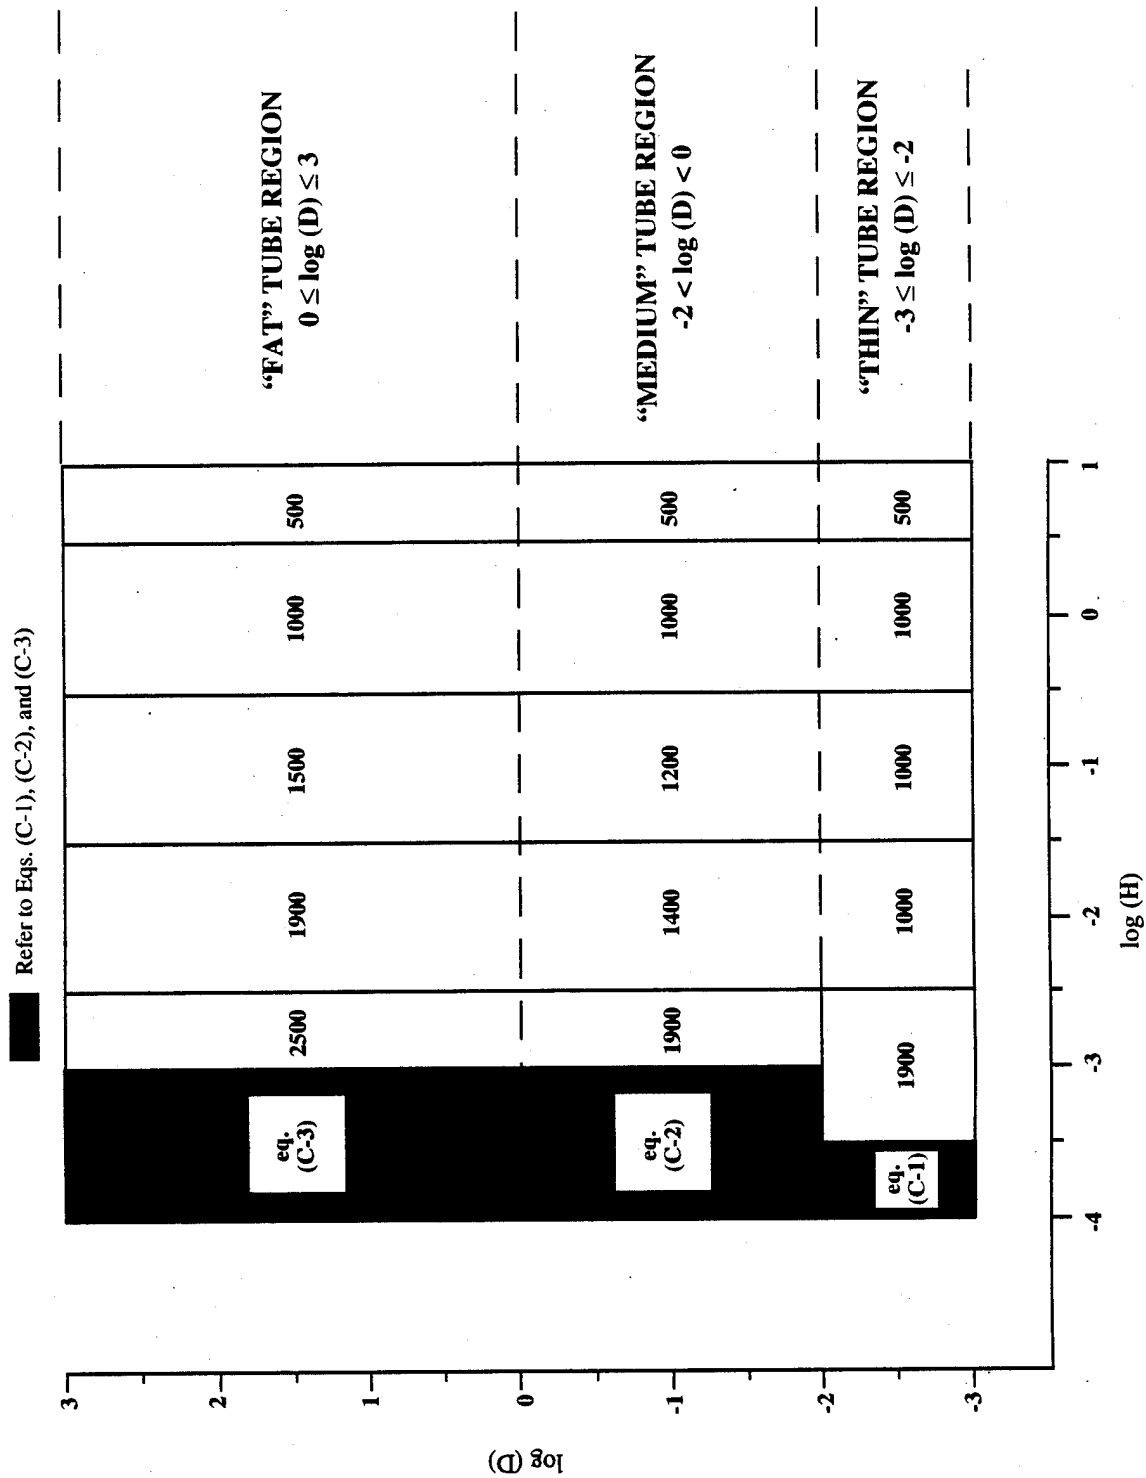 Refer to Eqs. (C-1), (C-2), and (C-3)
log (D)
3
2
1
0
-1
-2
-3
eq.
(C-3)
2500
1900
1500
1000
500
"FAT" TUBE REGION
0 ≤ log (D) ≤ 3
eq.
(C-2)
1900
1400
1200
1000
500
"MEDIUM" TUBE REGION
-2 < log (D) < 0
eq.
(C-1)
1900
1000
1000
1000
500
"THIN" TUBE REGION
-3 ≤ log (D) ≤ -2
-4
-3
-2
-1
0
1
log (H)